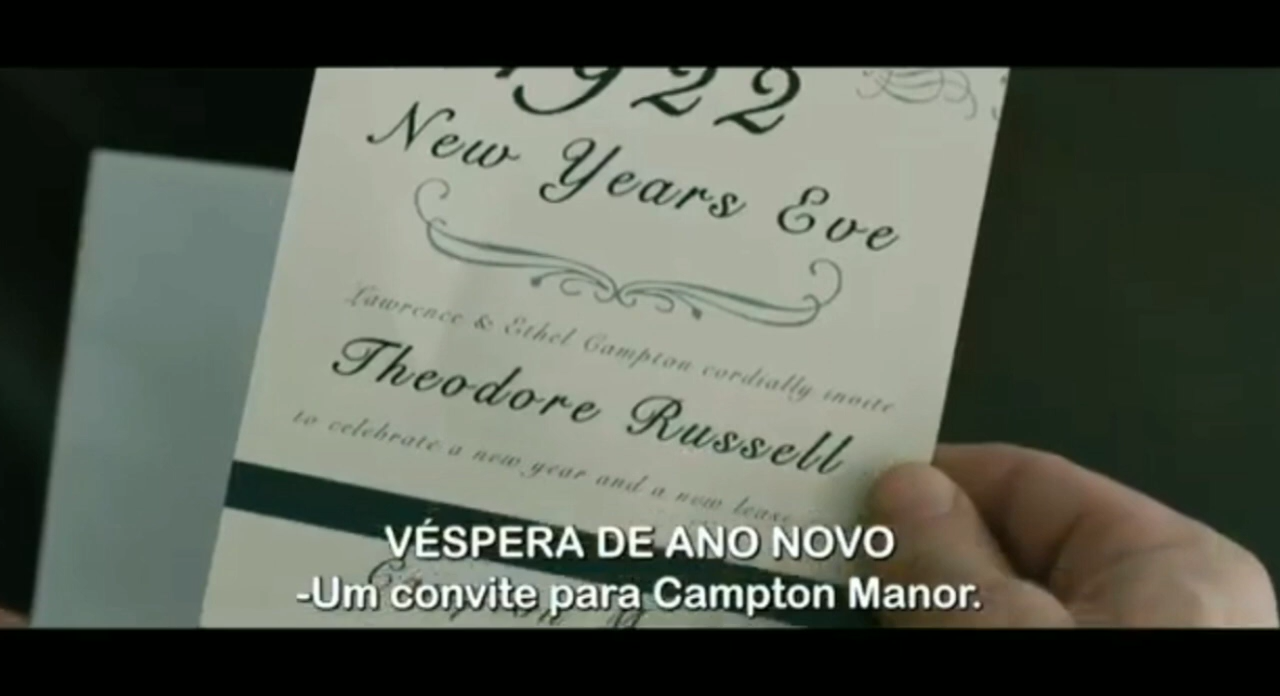 1922
New Years Eve
Lawrence & Ethel Campton cordially invite
Theodore Russell
to celebrate a new year and a new lease
VÉSPERA DE ANO NOVO
-Um convite para Campton Manor.